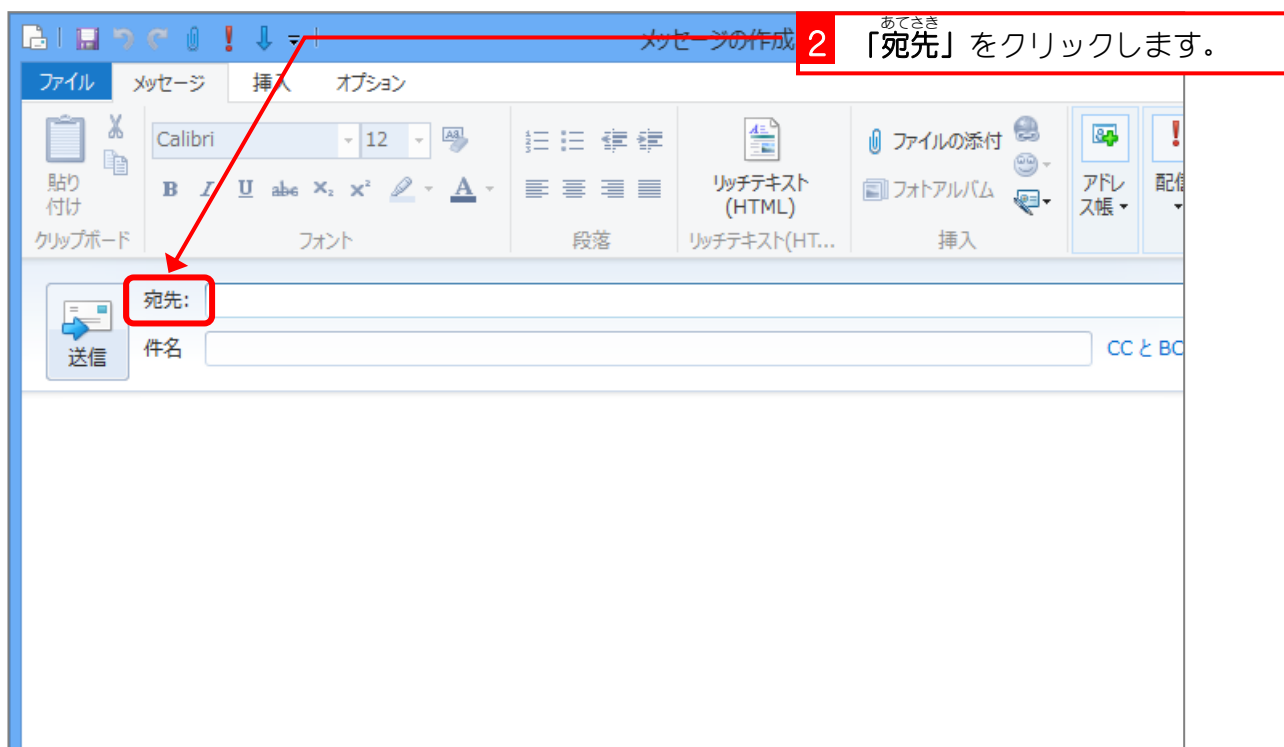 メッセージの作成
2
あてさき
「宛先」をクリックします。
ファイル
メッセージ
挿入
オプション
貼り
付け
クリップボード
Calibri
12
B I U abc X₂ x² A
フォント
段落
リッチテキスト
(HTML)
リッチテキスト(HT...
ファイルの添付
フォトアルバム
挿入
アドレ
ス帳
配信
送信
宛先:
件名
CC と BC